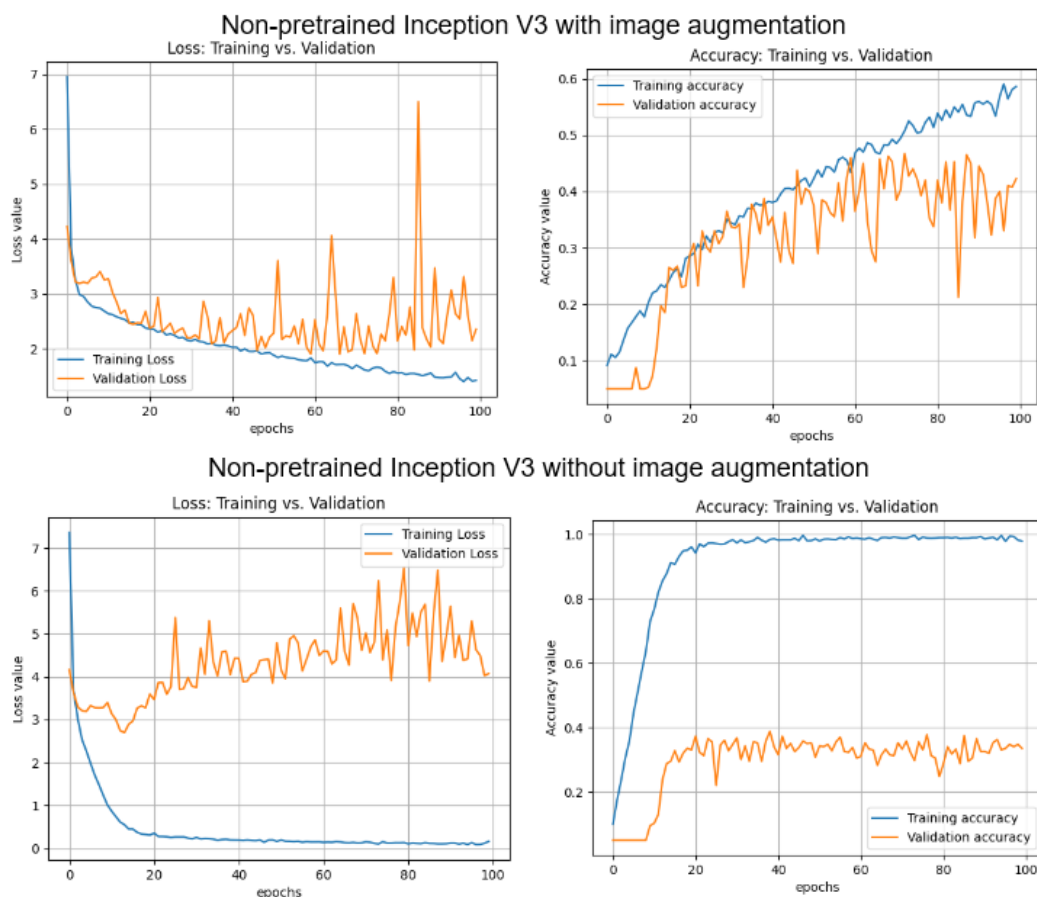 Non-pretrained Inception V3 with image augmentation
Loss: Training vs. Validation
7
6
5
4
3
2
Loss value
Training Loss
Validation Loss
0
20
40
60
80
100
epochs
Accuracy: Training vs. Validation
0.6
0.5
0.4
0.3
0.2
0.1
Accuracy value
Training accuracy
Validation accuracy
0
20
40
60
80
100
epochs
Non-pretrained Inception V3 without image augmentation
Loss: Training vs. Validation
7
6
5
4
3
2
1
0
Loss value
Training Loss
Validation Loss
0
20
40
60
80
100
epochs
Accuracy: Training vs. Validation
1.0
0.8
0.6
0.4
0.2
Accuracy value
Training accuracy
Validation accuracy
0
20
40
60
80
100
epochs